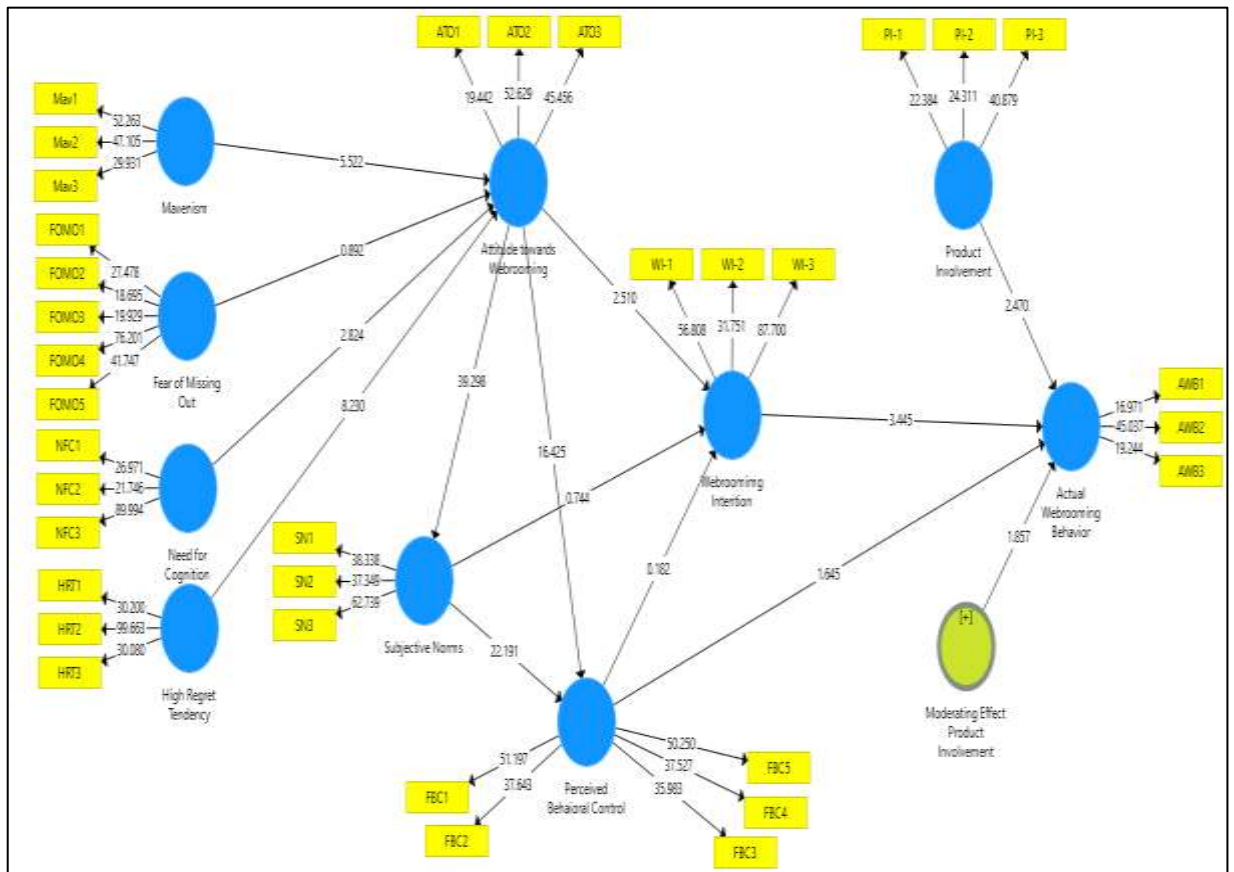 ATO1
ATO2
ATO3
19.442
52.629
45.456
PI-1
PI-2
PI-3
22.384
24.311
40.879
Mav1
Mav2
Mav3
52.263
47.105
29.931
Mavenism
5.522
FOMO1
FOMO2
FOMO3
FOMO4
FOMO5
27.478
18.695
19.929
76.201
41.747
Fear of Missing
Out
0.892
Attitude towards
Webrooming
Product
Involvement
WI-1
WI-2
WI-3
56.808
31.751
87.700
2.510
2.470
2.824
8.230
39.298
16.425
NFC1
NFC2
NFC3
26.971
21.746
89.994
Need for
Cognition
Webroomimg
Intention
3.445
AWB1
AWB2
AWB3
16.971
45.037
19.244
Actual
Webrooming
Behavior
0.744
0.182
1.645
1.857
HRT1
HRT2
HRT3
30.200
99.663
30.080
High Regret
Tendency
SN1
SN2
SN3
38.338
37.349
62.739
Subjective Norms
22.191
[+]
Moderating Effect
Product
Involvement
Perceived
Behaioral Control
FBC1
FBC2
FBC3
FBC4
FBC5
51.197
37.643
35.983
37.527
50.250